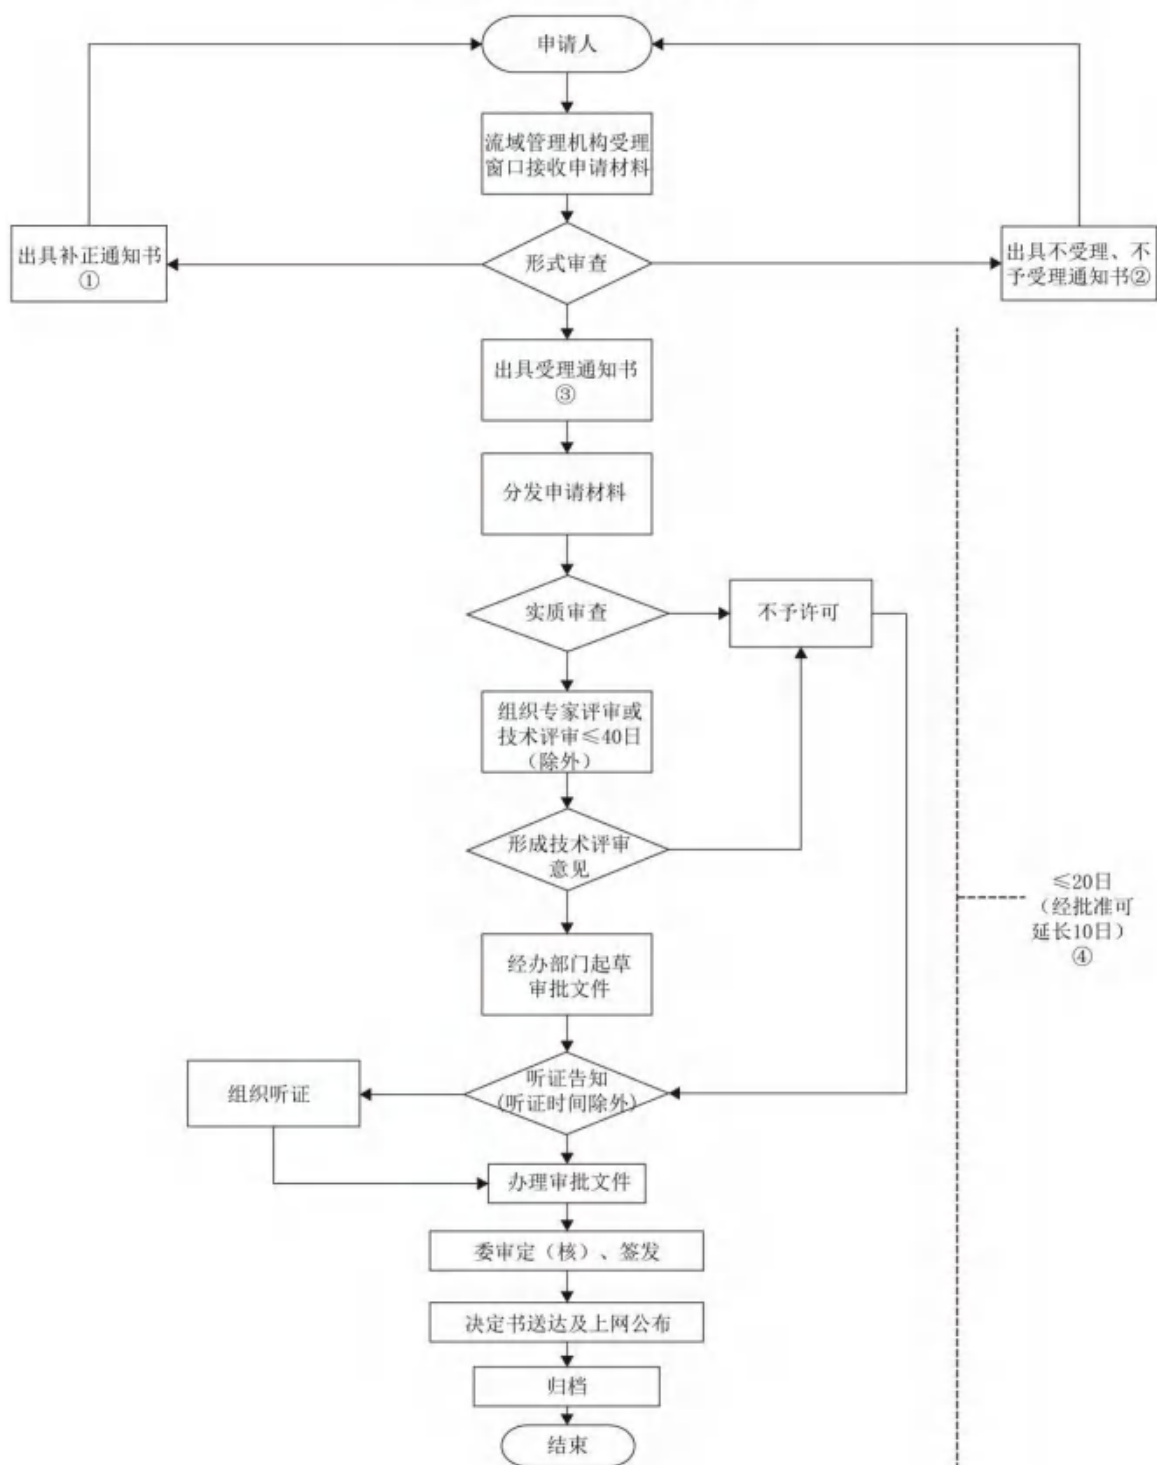 申请人
流域管理机构受理
窗口接收申请材料
出具补正通知书
①
形式审查
出具不受理、不
予受理通知书②
出具受理通知书
③
分发申请材料
实质审查
不予许可
组织专家评审或
技术评审≤40日
（除外）
形成技术评审
意见
≤20日
（经批准可
延长10日）
④
经办部门起草
审批文件
组织听证
听证告知
(听证时间除外)
办理审批文件
委审定（核）、签发
决定书送达及上网公布
归档
结束